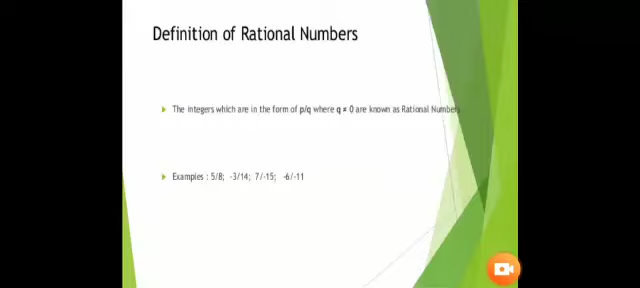 Definition of Rational Numbers
The integers which are in the form of p/q where q ≠ 0 are known as Rational Numbers
Examples : 5/8; -3/14; 7/-15; -6/-11